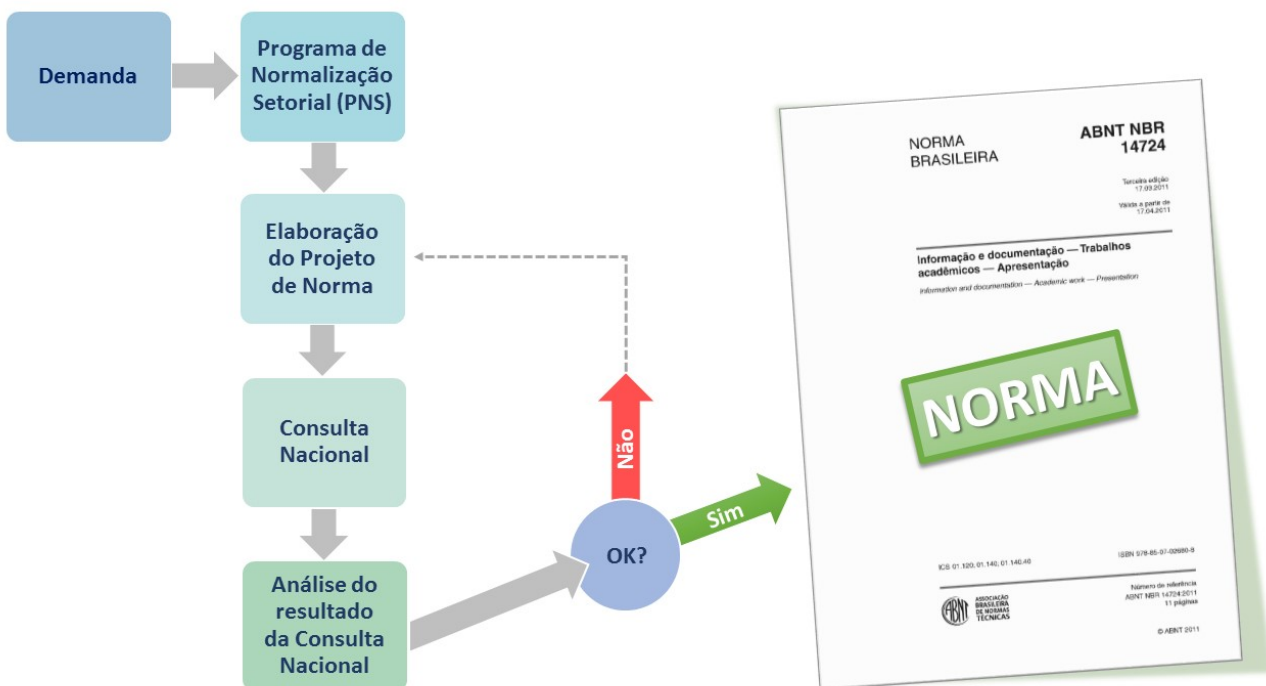 Demanda
Programa de
Normalização
Setorial (PNS)
Elaboração
do Projeto
de Norma
Consulta
Nacional
Análise do
resultado
da Consulta
Nacional
OK?
Não
Sim
NORMA
BRASILEIRA
ABNT NBR
14724
Terceira edição
17.03.2011
Válida a partir de
17.04.2011
Informação e documentação — Trabalhos
acadêmicos — Apresentação
Information and documentation — Academic work — Presentation
NORMA
ICS 01.120; 01.140; 01.140.40
ISBN 978-85-07-02680-8
ABNT
ASSOCIAÇÃO
BRASILEIRA
DE NORMAS
TÉCNICAS
Número de referência
ABNT NBR 14724:2011
11 páginas
© ABNT 2011